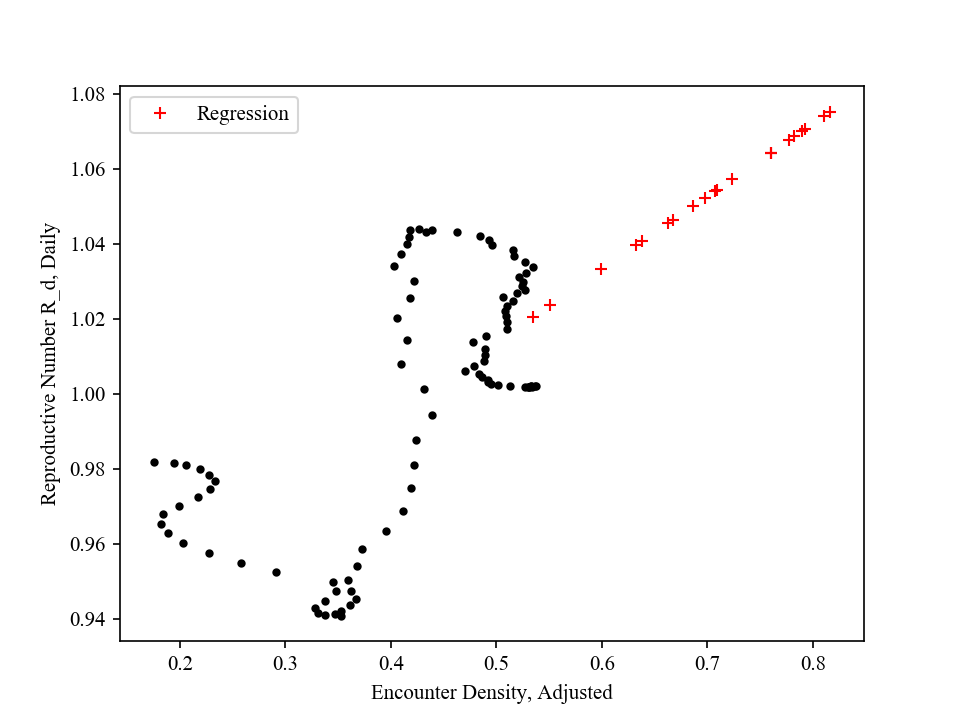 1.08
1.06
1.04
1.02
1.00
0.98
0.96
0.94
Reproductive Number R_d, Daily
Regression
0.2 0.3 0.4 0.5 0.6 0.7 0.8
Encounter Density, Adjusted